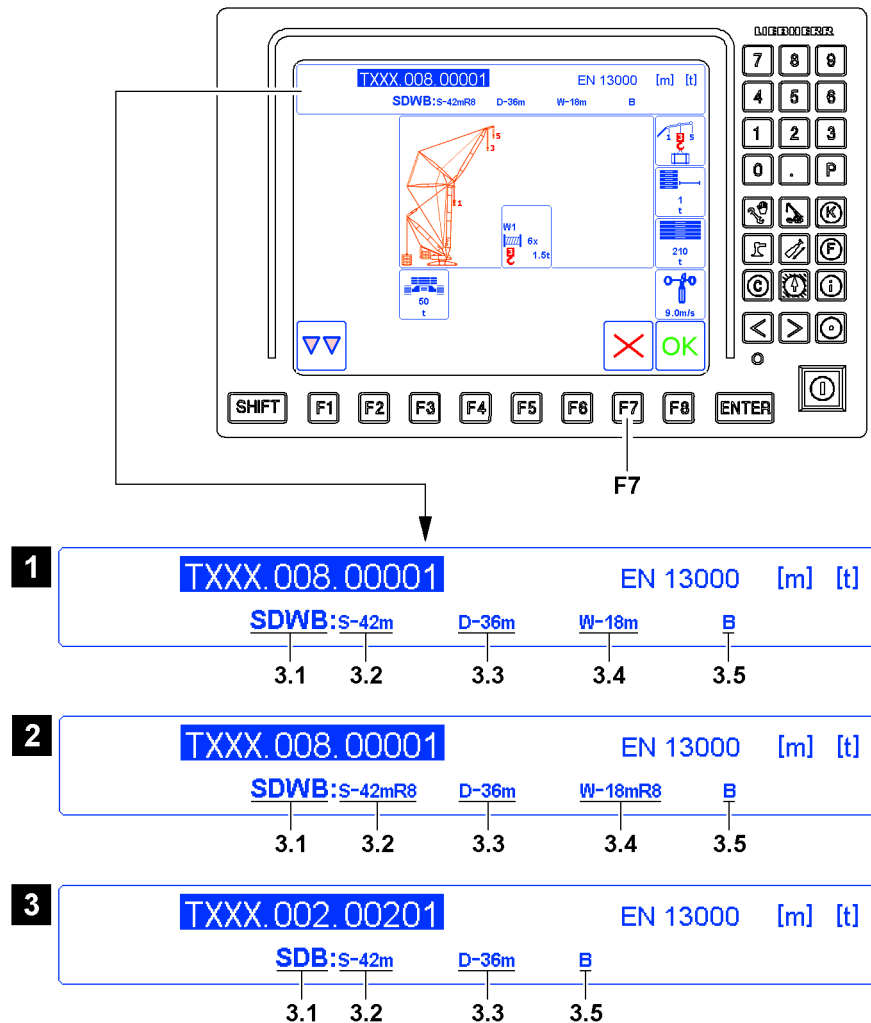 LIEBHERR
TXXX.008.00001 EN 13000 [m] [t]
SDWB:S-42mR8 D-36m W-18m B
7 8 9
4 5 6
1 2 3
0 . P
5
3
1
1 3 5
1
t
W1
6x
3 1.5t
210
t
50
t
9.0m/s
K
F
C i
OK
< >
SHIFT F1 F2 F3 F4 F5 F6 F7 F8 ENTER
F7
1
TXXX.008.00001 EN 13000 [m] [t]
SDWB:S-42m D-36m W-18m B
3.1 3.2 3.3 3.4 3.5
2
TXXX.008.00001 EN 13000 [m] [t]
SDWB:S-42mR8 D-36m W-18mR8 B
3.1 3.2 3.3 3.4 3.5
3
TXXX.002.00201 EN 13000 [m] [t]
SDB:S-42m D-36m B
3.1 3.2 3.3 3.5